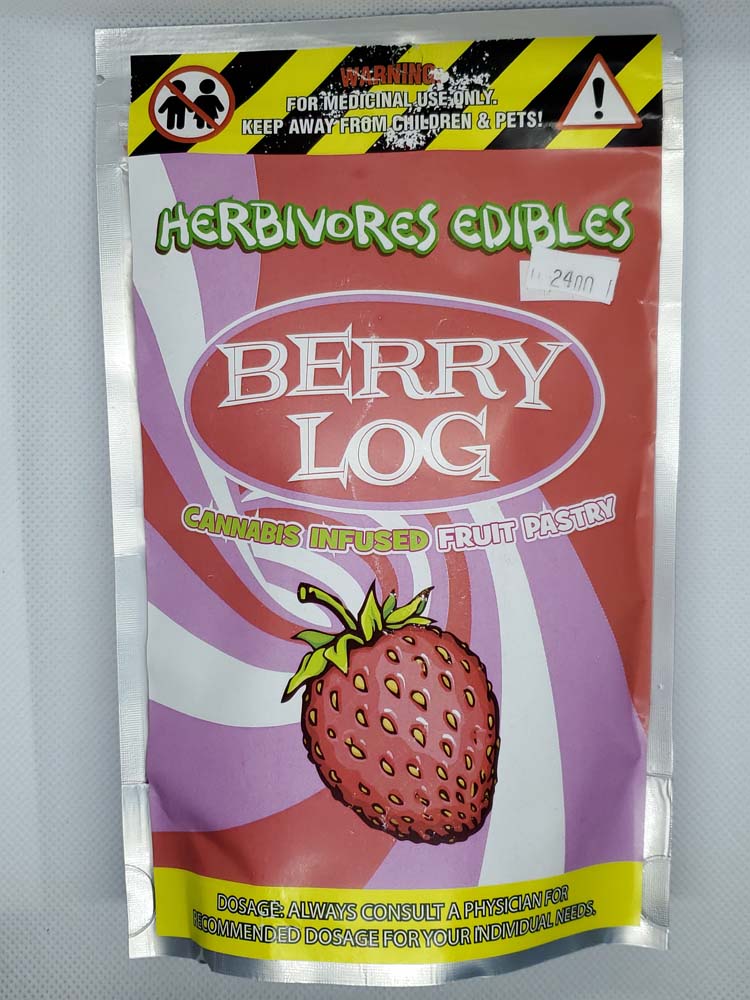 WARNING:
FOR MEDICINAL USE ONLY.
KEEP AWAY FROM CHILDREN & PETS!
HERBIVORES EDIBLES
2400
BERRY
LOG
CANNABIS INFUSED FRUIT PASTRY
DOSAGE: ALWAYS CONSULT A PHYSICIAN FOR
RECOMMENDED DOSAGE FOR YOUR INDIVIDUAL NEEDS.